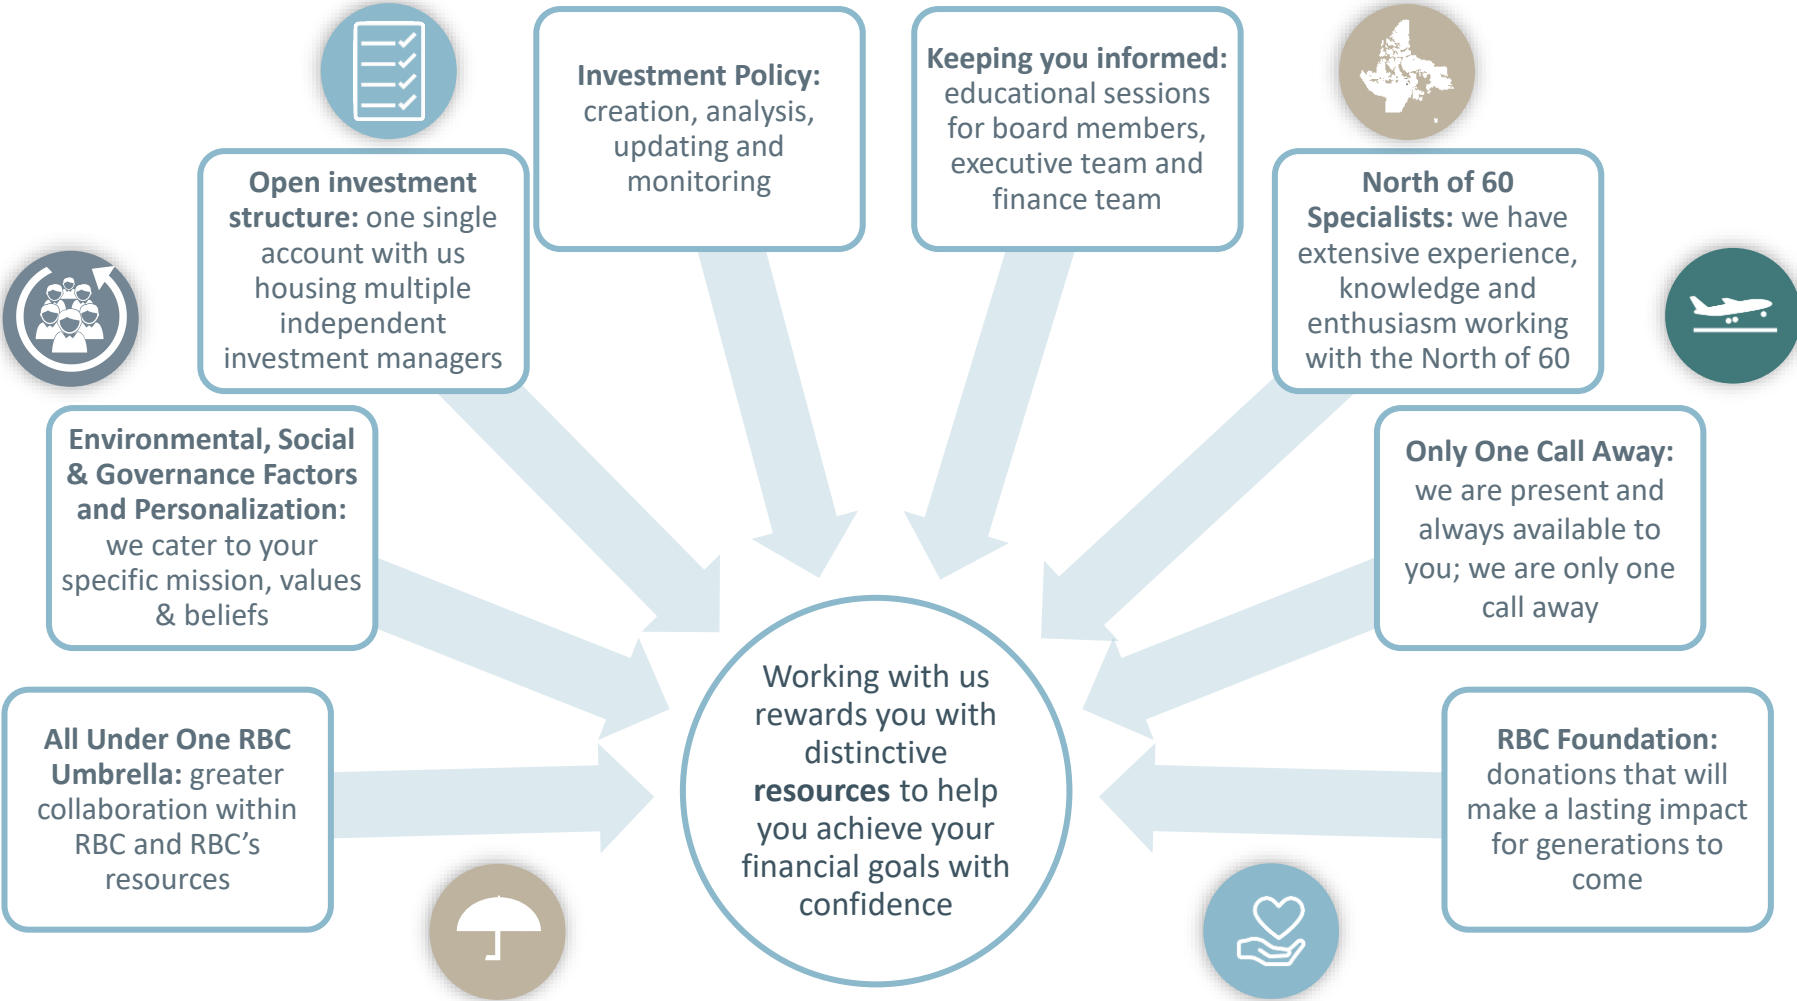 Investment Policy:
creation, analysis,
updating and
monitoring
Keeping you informed:
educational sessions
for board members,
executive team and
finance team
Open investment
structure: one single
account with us
housing multiple
independent
investment managers
North of 60
Specialists: we have
extensive experience,
knowledge and
enthusiasm working
with the North of 60
Environmental, Social
& Governance Factors
and Personalization:
we cater to your
specific mission, values
& beliefs
Only One Call Away:
we are present and
always available to
you; we are only one
call away
All Under One RBC
Umbrella: greater
collaboration within
RBC and RBC’s
resources
Working with us
rewards you with
distinctive
resources to help
you achieve your
financial goals with
confidence
RBC Foundation:
donations that will
make a lasting impact
for generations to
come